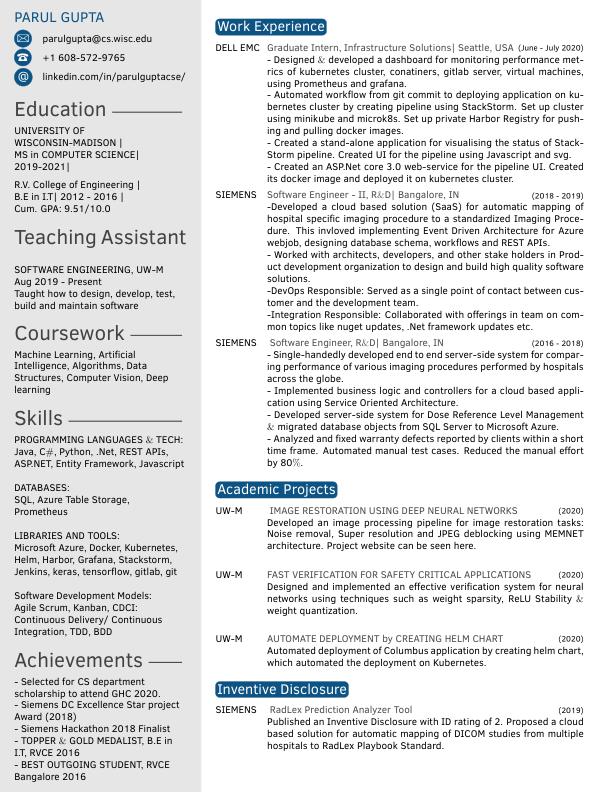 PARUL GUPTA
parulgupta@cs.wisc.edu
+1 608-572-9765
linkedin.com/in/parulguptacse/
Education
UNIVERSITY OF
WISCONSIN-MADISON |
MS in COMPUTER SCIENCE|
2019-2021|
R.V. College of Engineering |
B.E in I.T| 2012 - 2016 |
Cum. GPA: 9.51/10.0
Teaching Assistant
SOFTWARE ENGINEERING, UW-M
Aug 2019 - Present
Taught how to design, develop, test,
build and maintain software
Coursework
Machine Learning, Artificial
Intelligence, Algorithms, Data
Structures, Computer Vision, Deep
learning
Skills
PROGRAMMING LANGUAGES & TECH:
Java, C#, Python, .Net, REST APIs,
ASP.NET, Entity Framework, Javascript
DATABASES:
SQL, Azure Table Storage,
Prometheus
LIBRARIES AND TOOLS:
Microsoft Azure, Docker, Kubernetes,
Helm, Harbor, Grafana, Stackstorm,
Jenkins, keras, tensorflow, gitlab, git
Software Development Models:
Agile Scrum, Kanban, CDCI:
Continuous Delivery/ Continuous
Integration, TDD, BDD
Achievements
- Selected for CS department
scholarship to attend GHC 2020.
- Siemens DC Excellence Star project
Award (2018)
- Siemens Hackathon 2018 Finalist
- TOPPER & GOLD MEDALIST, B.E in
I.T, RVCE 2016
- BEST OUTGOING STUDENT, RVCE
Bangalore 2016
Work Experience
DELL EMC Graduate Intern, Infrastructure Solutions| Seattle, USA (June - July 2020)
- Designed & developed a dashboard for monitoring performance met-
rics of kubernetes cluster, conatiners, gitlab server, virtual machines,
using Prometheus and grafana.
- Automated workflow from git commit to deploying application on ku-
bernetes cluster by creating pipeline using StackStorm. Set up cluster
using minikube and microk8s. Set up private Harbor Registry for push-
ing and pulling docker images.
- Created a stand-alone application for visualising the status of Stack-
Storm pipeline. Created UI for the pipeline using Javascript and svg.
- Created an ASP.Net core 3.0 web-service for the pipeline UI. Created
its docker image and deployed it on kubernetes cluster.
SIEMENS Software Engineer - II, R&D| Bangalore, IN (2018 - 2019)
-Developed a cloud based solution (SaaS) for automatic mapping of
hospital specific imaging procedure to a standardized Imaging Proce-
dure. This invloved implementing Event Driven Architecture for Azure
webjob, designing database schema, workflows and REST APIs.
- Worked with architects, developers, and other stake holders in Prod-
uct development organization to design and build high quality software
solutions.
-DevOps Responsible: Served as a single point of contact between cus-
tomer and the development team.
-Integration Responsible: Collaborated with offerings in team on com-
mon topics like nuget updates, .Net framework updates etc.
SIEMENS Software Engineer, R&D| Bangalore, IN (2016 - 2018)
- Single-handedly developed end to end server-side system for compar-
ing performance of various imaging procedures performed by hospitals
across the globe.
- Implemented business logic and controllers for a cloud based appli-
cation using Service Oriented Architecture.
- Developed server-side system for Dose Reference Level Management
& migrated database objects from SQL Server to Microsoft Azure.
- Analyzed and fixed warranty defects reported by clients within a short
time frame. Automated manual test cases. Reduced the manual effort
by 80%.
Academic Projects
UW-M IMAGE RESTORATION USING DEEP NEURAL NETWORKS (2020)
Developed an image processing pipeline for image restoration tasks:
Noise removal, Super resolution and JPEG deblocking using MEMNET
architecture. Project website can be seen here.
UW-M FAST VERIFICATION FOR SAFETY CRITICAL APPLICATIONS (2020)
Designed and implemented an effective verification system for neural
networks using techniques such as weight sparsity, ReLU Stability &
weight quantization.
UW-M AUTOMATE DEPLOYMENT by CREATING HELM CHART (2020)
Automated deployment of Columbus application by creating helm chart,
which automated the deployment on Kubernetes.
Inventive Disclosure
SIEMENS RadLex Prediction Analyzer Tool (2019)
Published an Inventive Disclosure with ID rating of 2. Proposed a cloud
based solution for automatic mapping of DICOM studies from multiple
hospitals to RadLex Playbook Standard.